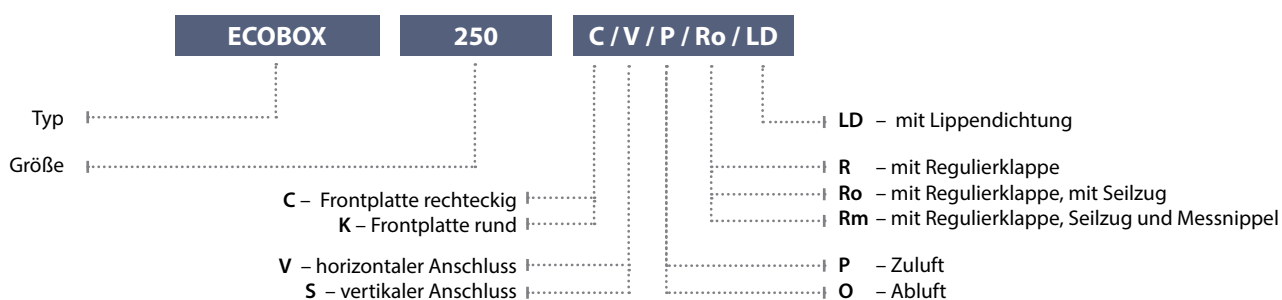 ECOBOX 250 C / V / P / Ro / LD
Typ
Größe
C – Frontplatte rechteckig
K – Frontplatte rund
V – horizontaler Anschluss
S – vertikaler Anschluss
LD – mit Lippendichtung
R – mit Regulierklappe
Ro – mit Regulierklappe, mit Seilzug
Rm – mit Regulierklappe, Seilzug und Messnippel
P – Zuluft
O – Abluft